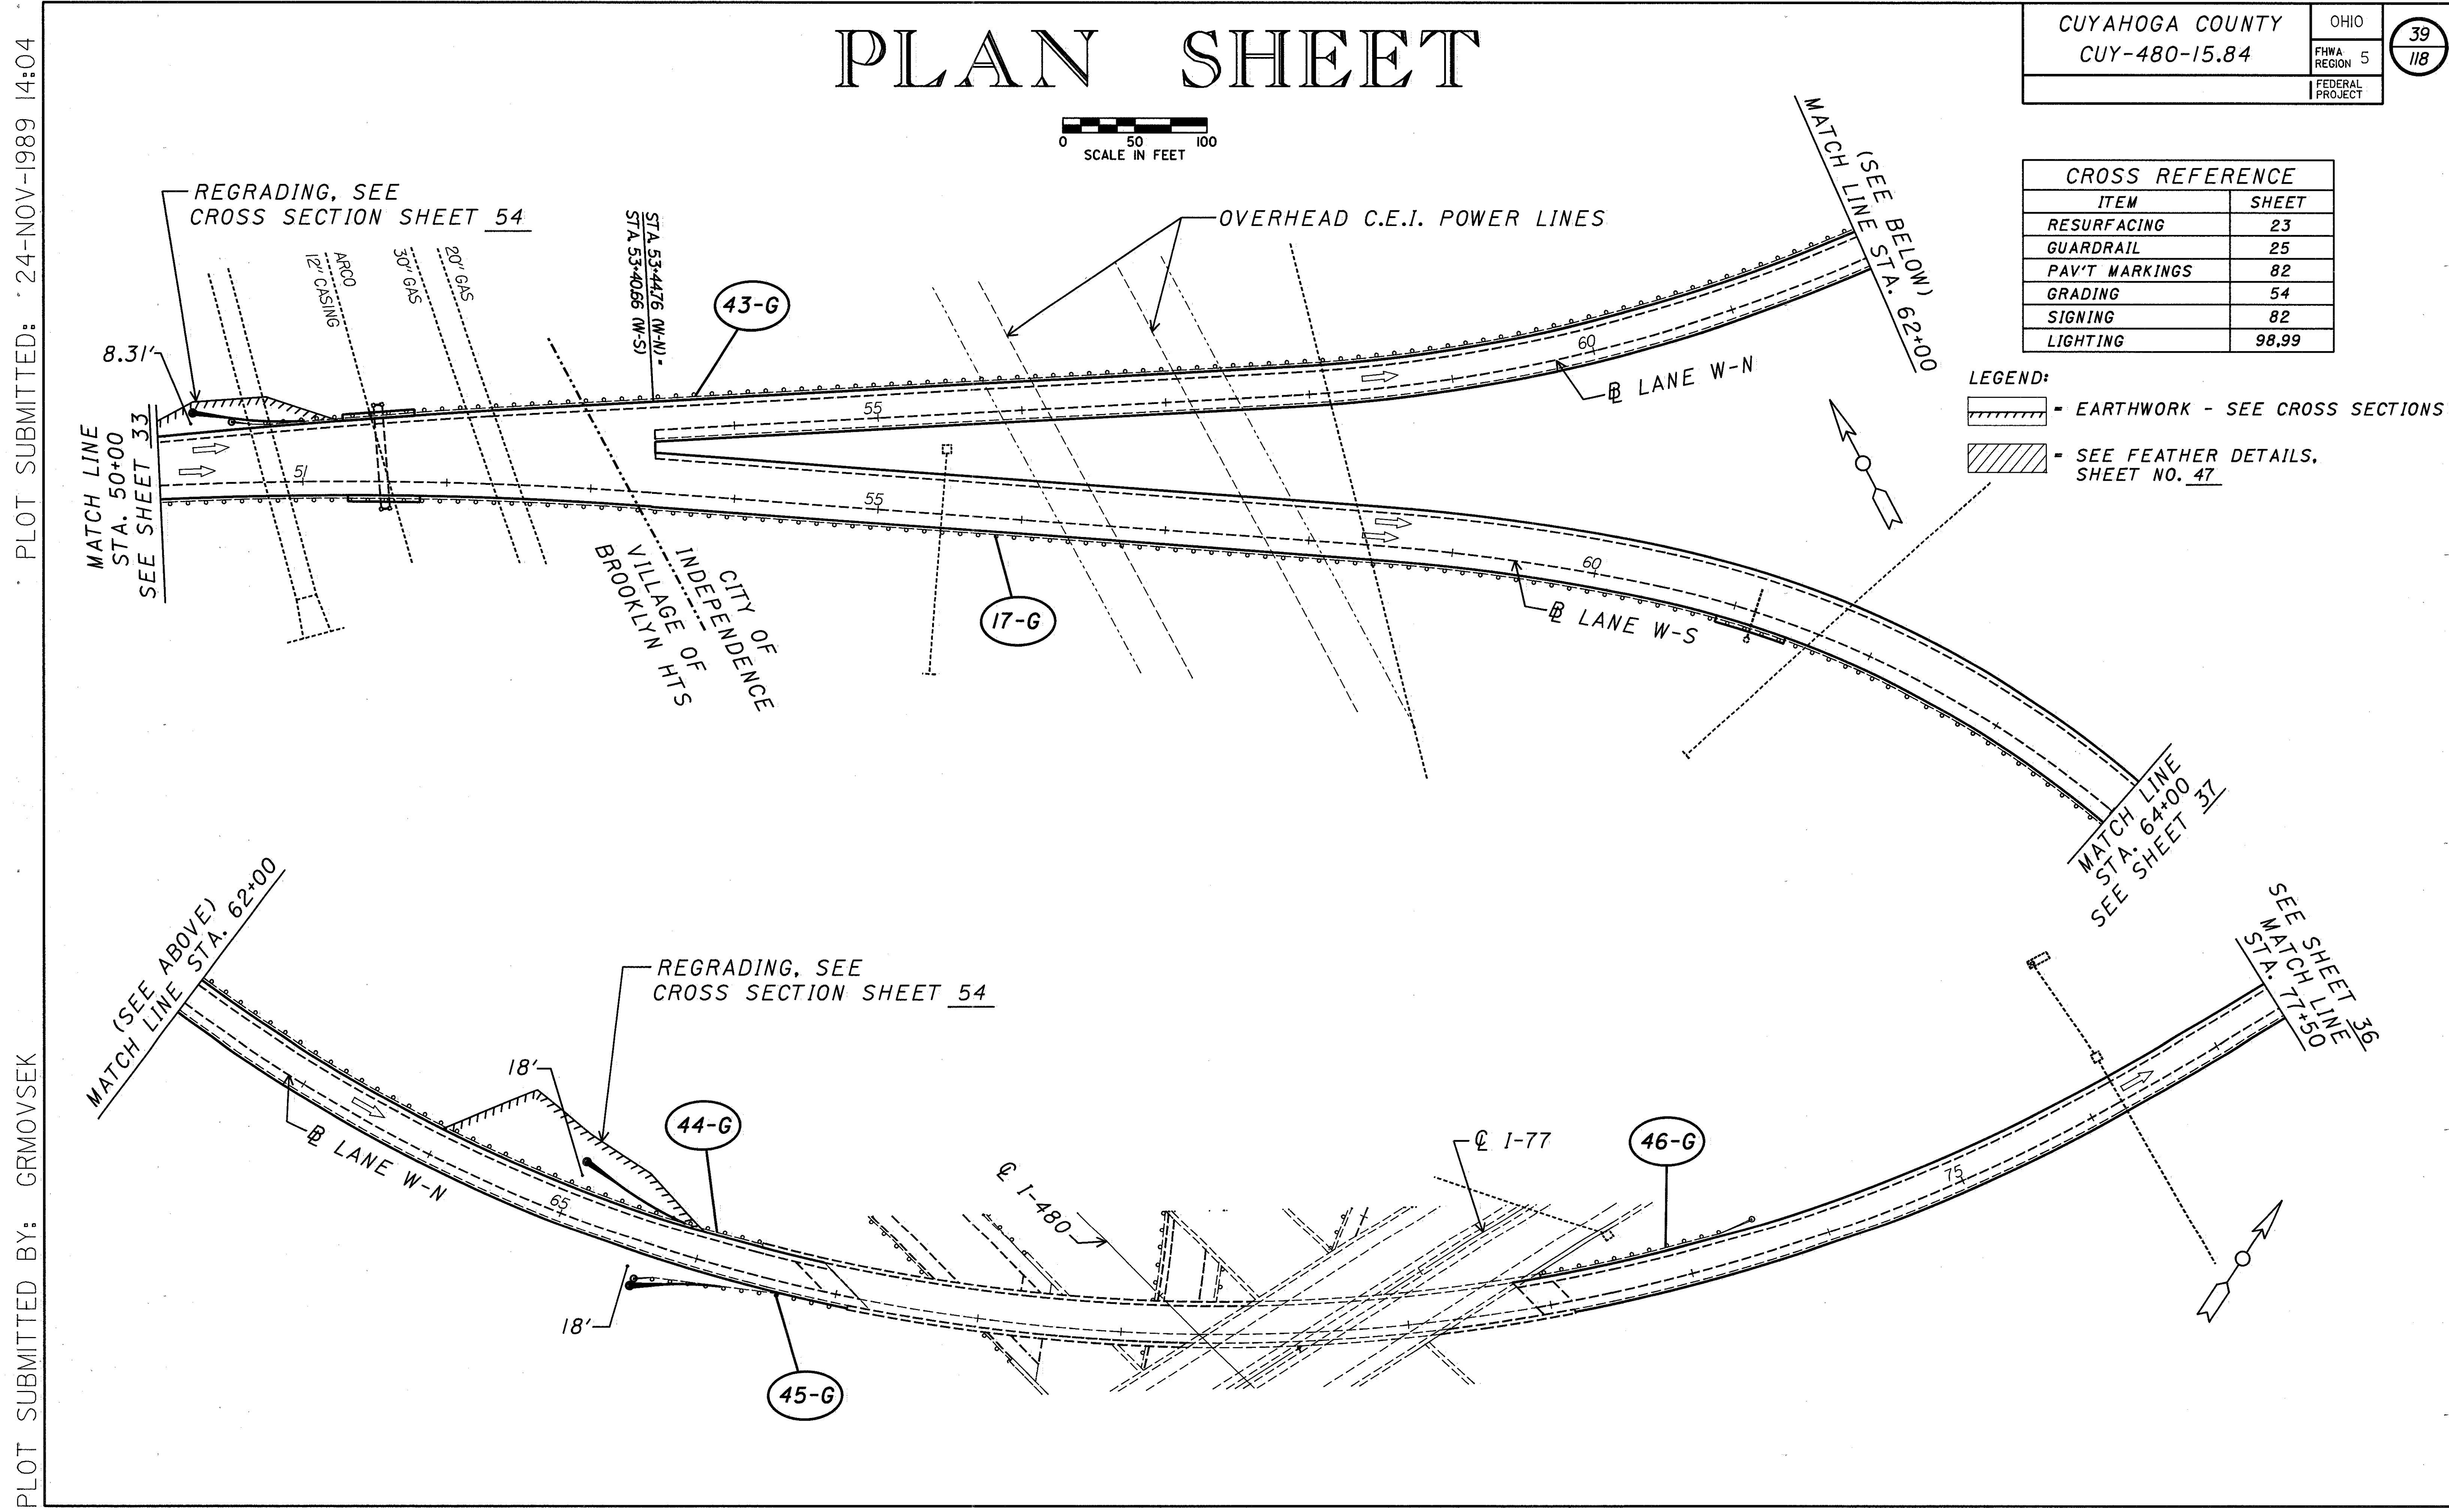 PLOT SUBMITTED: 24-NOV-1989 14:04
PLOT SUBMITTED BY: GRMOVSEK
PLAN SHEET
0 50 100
SCALE IN FEET
CUYAHOGA COUNTY
CUY-480-15.84
OHIO
FHWA
REGION 5
FEDERAL
PROJECT
39
118
CROSS REFERENCE
ITEM SHEET
RESURFACING 23
GUARDRAIL 25
PAV'T MARKINGS 82
GRADING 54
SIGNING 82
LIGHTING 98,99
LEGEND:
= EARTHWORK - SEE CROSS SECTIONS
= SEE FEATHER DETAILS,
SHEET NO. 47
REGRADING, SEE
CROSS SECTION SHEET 54
8.31'
MATCH LINE
STA. 50+00
SEE SHEET 33
ARCO
12" CASING
30" GAS
20" GAS
STA. 53+44.76 (W-N) =
STA. 53+40.66 (W-S)
43-G
OVERHEAD C.E.I. POWER LINES
(SEE BELOW)
MATCH LINE STA. 62+00
51
55
60
℄ LANE W-N
55
60
℄ LANE W-S
17-G
CITY OF
INDEPENDENCE
VILLAGE OF
BROOKLYN HTS
MATCH LINE
STA. 64+00
SEE SHEET 37
(SEE ABOVE)
MATCH LINE STA. 62+00
REGRADING, SEE
CROSS SECTION SHEET 54
18'
44-G
℄ LANE W-N
65
18'
45-G
℄ I-480
℄ I-77
46-G
75
SEE SHEET 36
MATCH LINE
STA. 77+50